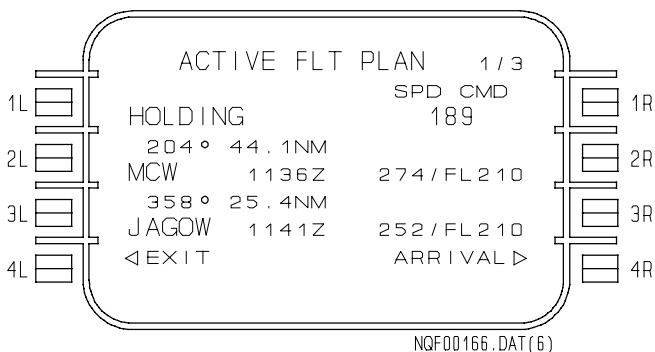 ACTIVE FLT PLAN 1/3
SPD CMD
1L HOLDING 189 1R
204° 44.1NM
2L MCW 1136Z 274/FL210 2R
358° 25.4NM
3L JAGOW 1141Z 252/FL210 3R
4L ◁EXIT ARRIVAL▷ 4R
NQF00166.DAT(6)